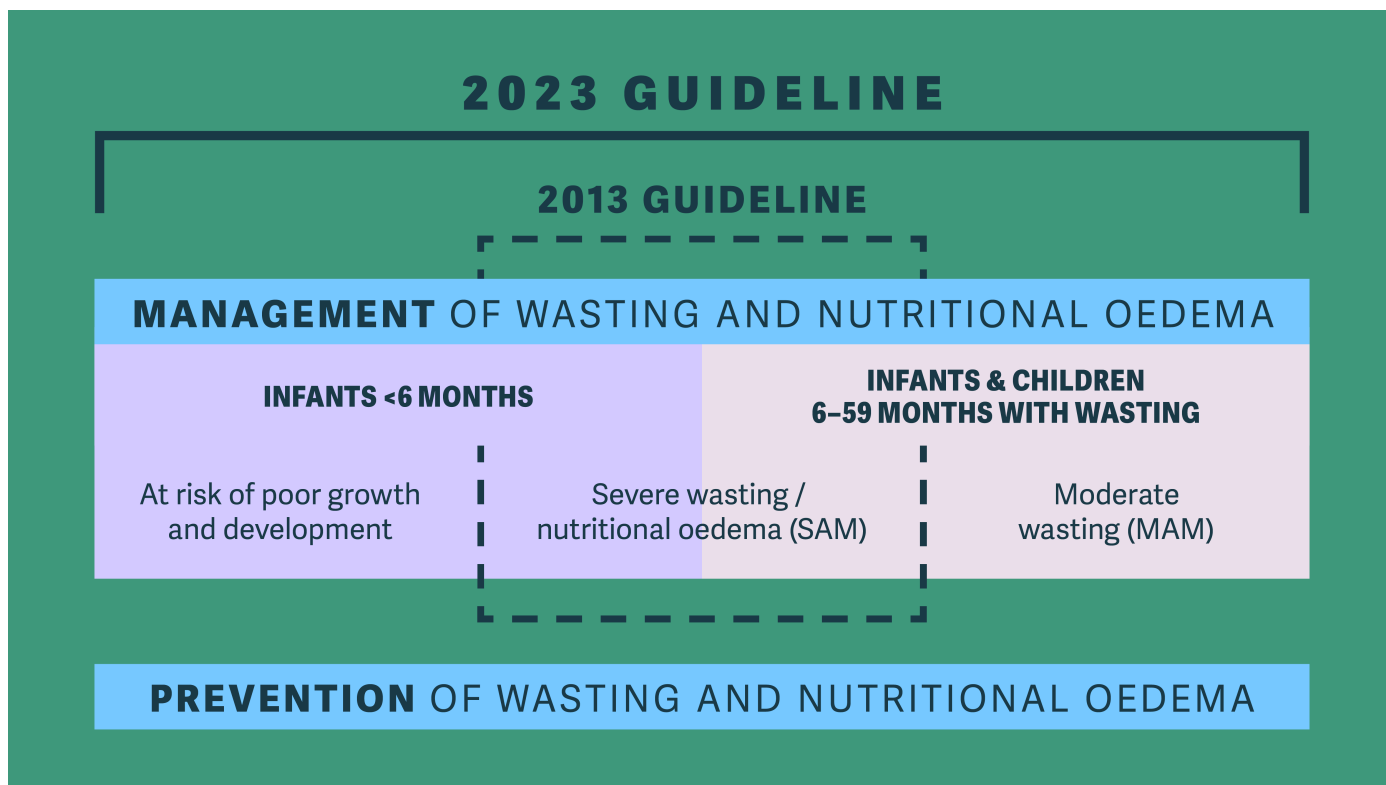 2023 GUIDELINE
2013 GUIDELINE
MANAGEMENT OF WASTING AND NUTRITIONAL OEDEMA
INFANTS <6 MONTHS
INFANTS & CHILDREN
6–59 MONTHS WITH WASTING
At risk of poor growth
and development
Severe wasting /
nutritional oedema (SAM)
Moderate
wasting (MAM)
PREVENTION OF WASTING AND NUTRITIONAL OEDEMA